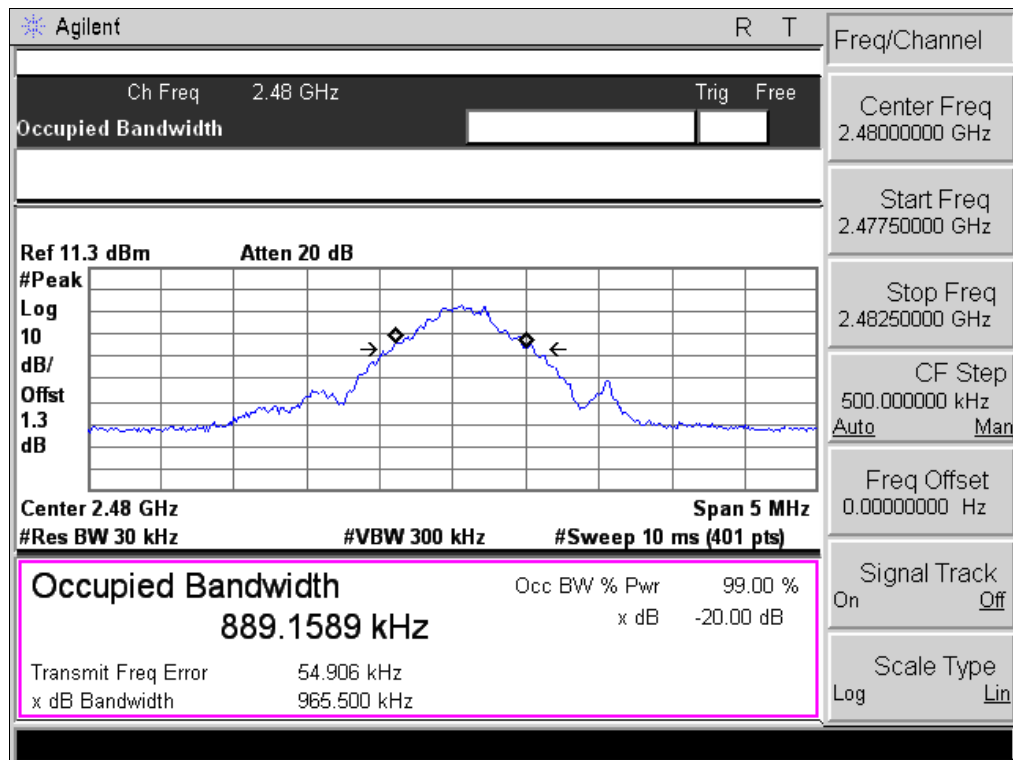 Agilent R T
Ch Freq 2.48 GHz Trig Free
Occupied Bandwidth
Ref 11.3 dBm Atten 20 dB
#Peak
Log
10
dB/
Offst
1.3
dB
Center 2.48 GHz Span 5 MHz
#Res BW 30 kHz #VBW 300 kHz #Sweep 10 ms (401 pts)
Occupied Bandwidth Occ BW % Pwr 99.00 %
889.1589 kHz x dB -20.00 dB
Transmit Freq Error 54.906 kHz
x dB Bandwidth 965.500 kHz
Freq/Channel
Center Freq
2.48000000 GHz
Start Freq
2.47750000 GHz
Stop Freq
2.48250000 GHz
CF Step
500.000000 kHz
Auto Man
Freq Offset
0.00000000 Hz
Signal Track
On Off
Scale Type
Log Lin